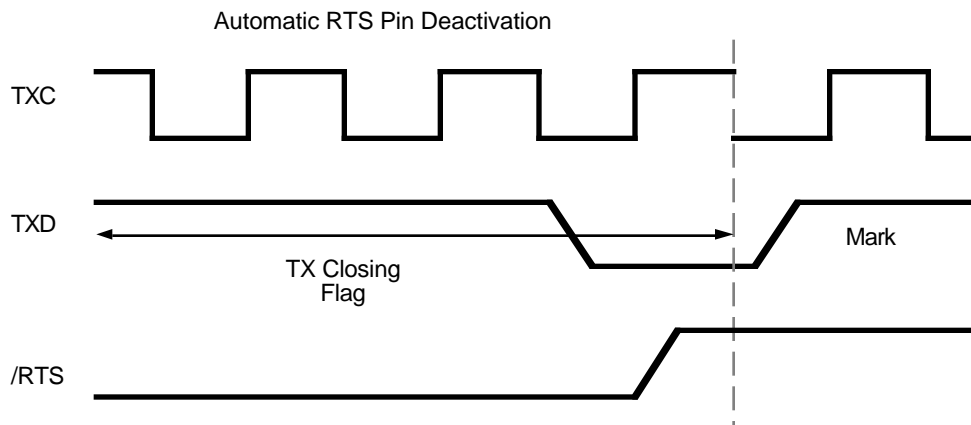 Automatic RTS Pin Deactivation
TXC
TXD
Mark
TX Closing
Flag
/RTS